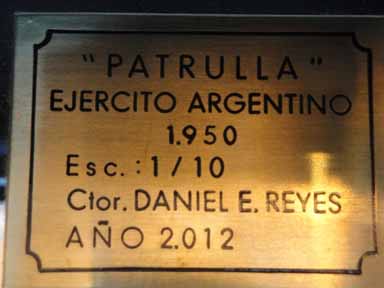 "PATRULLA"
EJERCITO ARGENTINO
1.950
Esc.: 1/10
Ctor. DANIEL E. REYES
AÑO 2.012